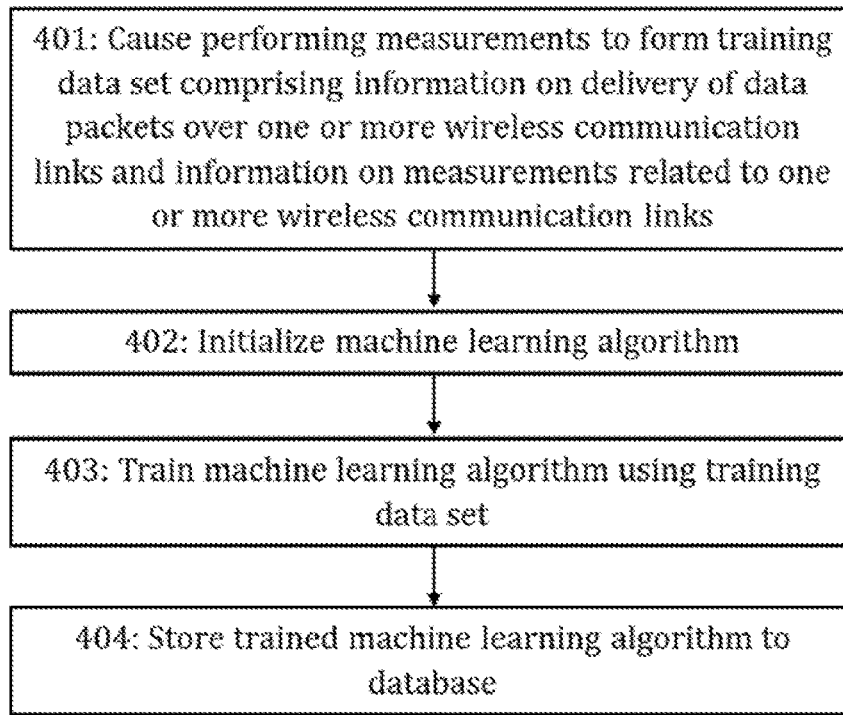 401: Cause performing measurements to form training
data set comprising information on delivery of data
packets over one or more wireless communication
links and information on measurements related to one
or more wireless communication links
402: Initialize machine learning algorithm
403: Train machine learning algorithm using training
data set
404: Store trained machine learning algorithm to
database